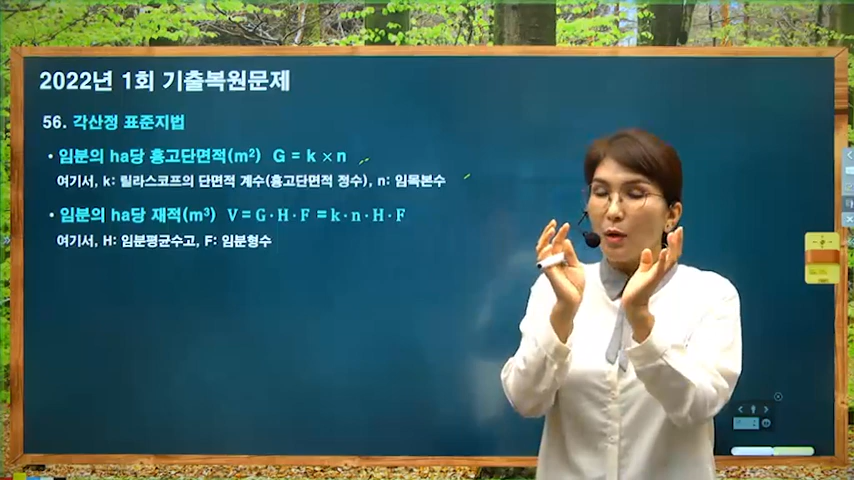 2022년 1회 기출복원문제
56. 각산정 표준지법
• 임분의 ha당 흉고단면적(m²) G = k × n
여기서, k: 릴라스코프의 단면적 계수(흉고단면적 정수), n: 임목본수
• 임분의 ha당 재적(m³) V = G · H · F = k · n · H · F
여기서, H: 임분평균수고, F: 임분형수